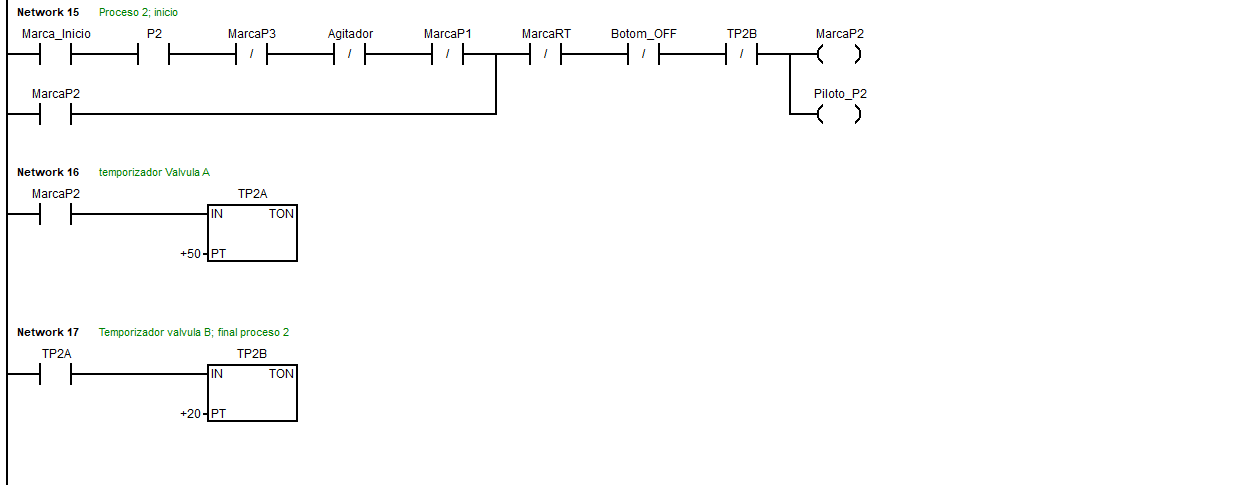 Network 15 Proceso 2; inicio
Marca_Inicio P2 MarcaP3 Agitador MarcaP1 MarcaRT Botom_OFF TP2B MarcaP2
/ / / / / /
MarcaP2 Piloto_P2
Network 16 temporizador Valvula A
MarcaP2 TP2A
IN TON
+50 PT
Network 17 Temporizador valvula B; final proceso 2
TP2A TP2B
IN TON
+20 PT